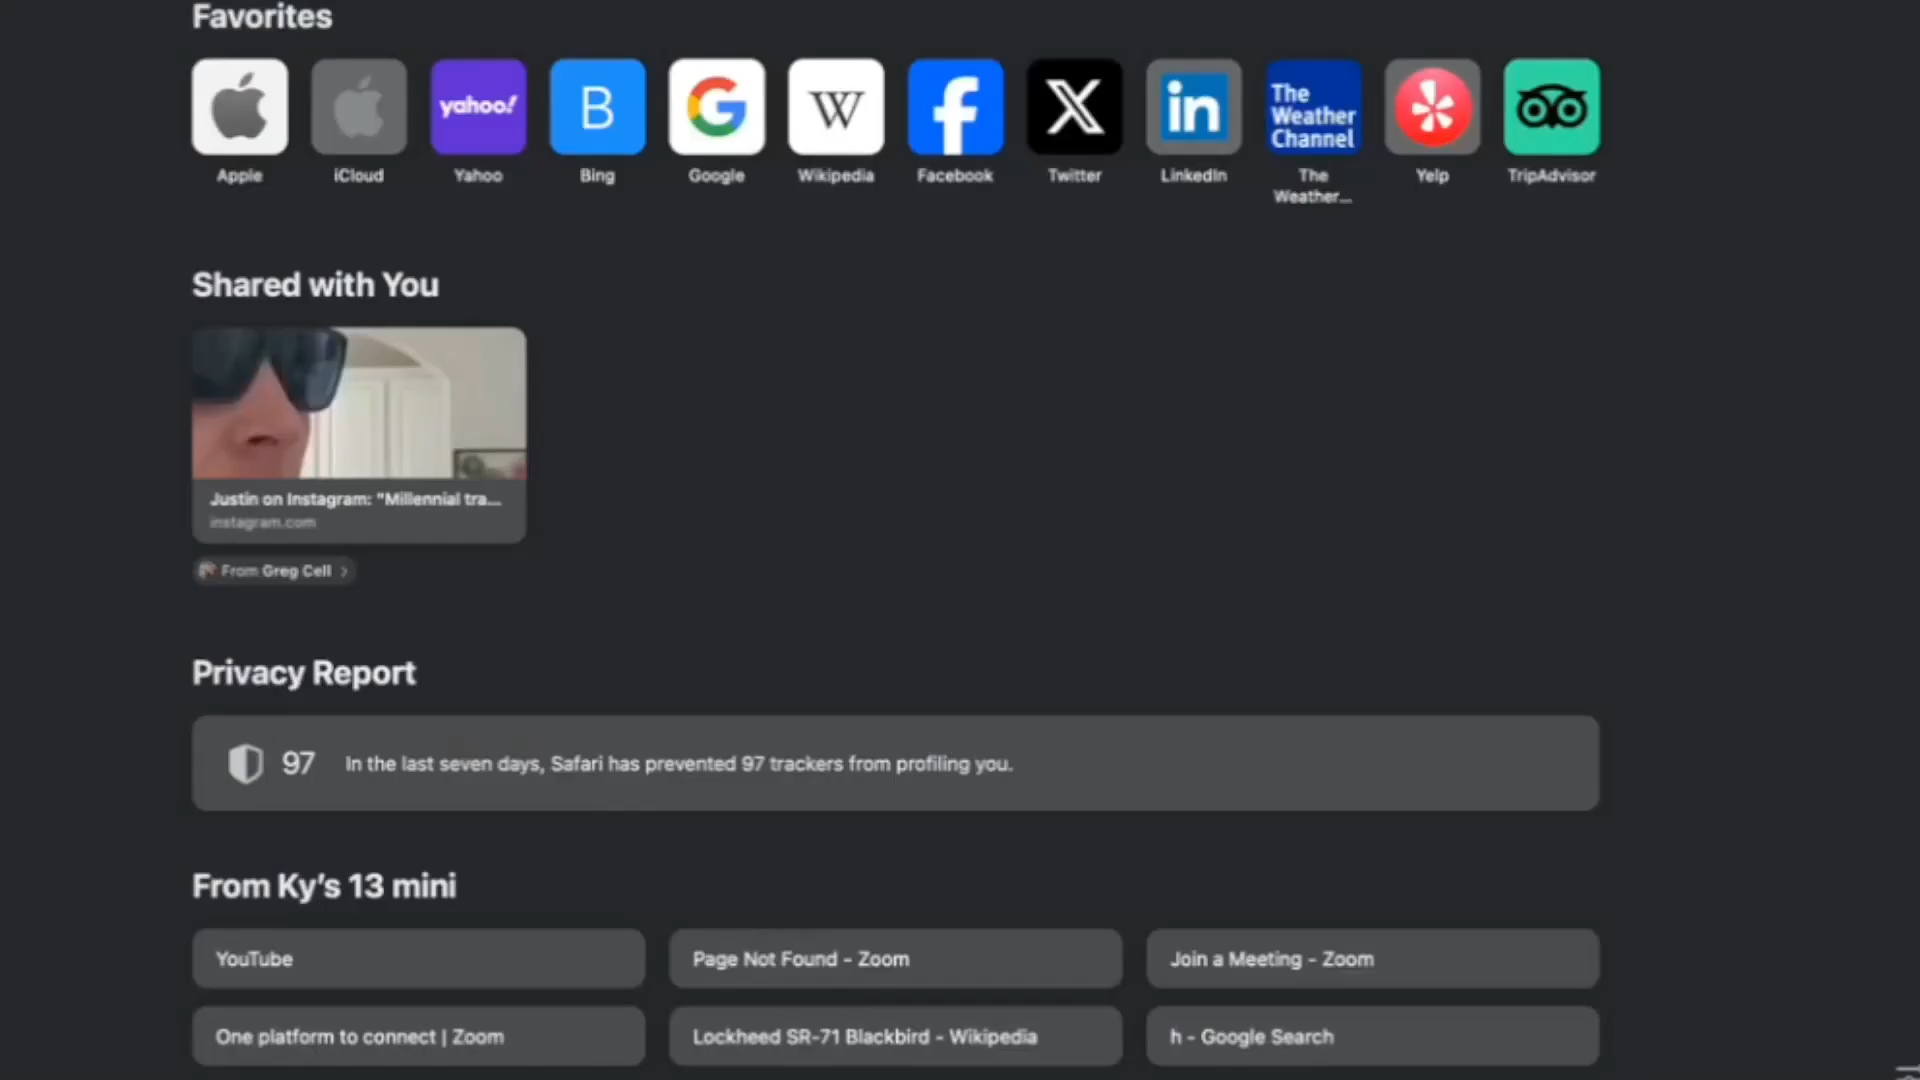 Favorites
yahoo!
B
G
W
f
X
in
The
Weather
Channel
Apple
iCloud
Yahoo
Bing
Google
Wikipedia
Facebook
Twitter
LinkedIn
The
Weather...
Yelp
TripAdvisor
Shared with You
Justin on Instagram: "Millennial tra...
instagram.com
From Greg Cell >
Privacy Report
97 In the last seven days, Safari has prevented 97 trackers from profiling you.
From Ky's 13 mini
YouTube
Page Not Found - Zoom
Join a Meeting - Zoom
One platform to connect | Zoom
Lockheed SR-71 Blackbird - Wikipedia
h - Google Search